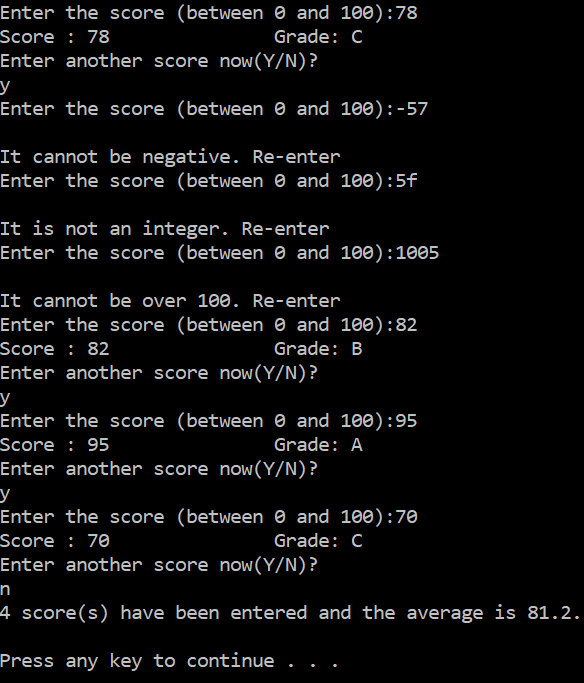 Enter the score (between 0 and 100):78
Score : 78               Grade: C
Enter another score now(Y/N)?
y
Enter the score (between 0 and 100):-57

It cannot be negative. Re-enter
Enter the score (between 0 and 100):5f

It is not an integer. Re-enter
Enter the score (between 0 and 100):1005

It cannot be over 100. Re-enter
Enter the score (between 0 and 100):82
Score : 82               Grade: B
Enter another score now(Y/N)?
y
Enter the score (between 0 and 100):95
Score : 95               Grade: A
Enter another score now(Y/N)?
y
Enter the score (between 0 and 100):70
Score : 70               Grade: C
Enter another score now(Y/N)?
n
4 score(s) have been entered and the average is 81.2.

Press any key to continue . . .